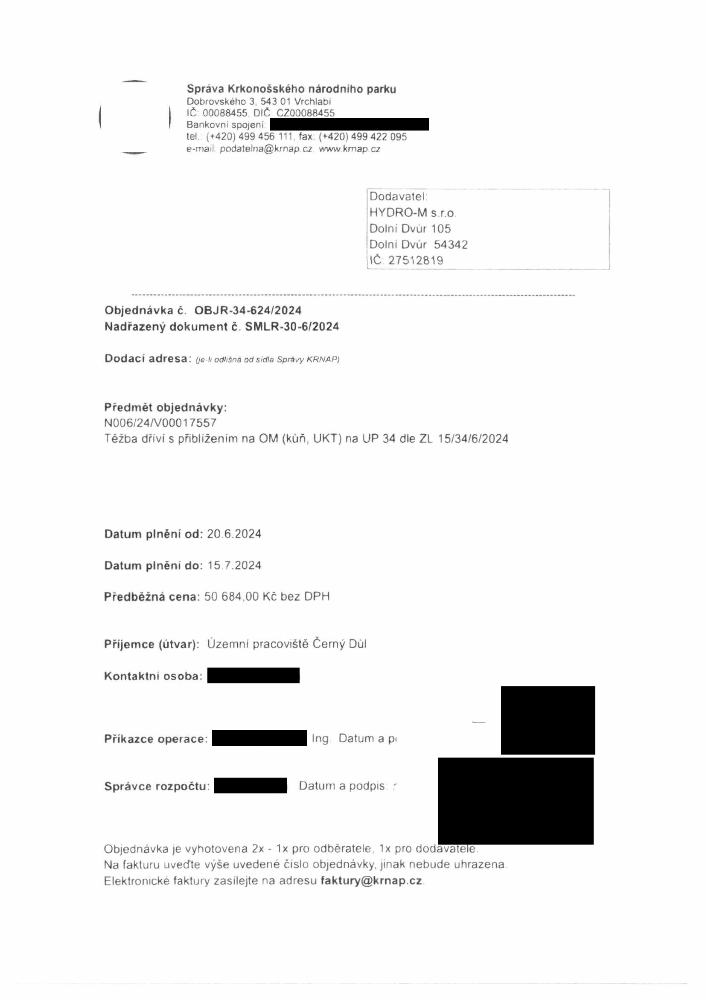 Správa Krkonošského národního parku
Dobrovského 3, 543 01 Vrchlabí
IČ: 00088455, DIČ: CZ00088455
Bankovní spojení:
tel.: (+420) 499 456 111, fax: (+420) 499 422 095
e-mail: podatelna@krnap.cz, www.krnap.cz
Dodavatel:
HYDRO-M s.r.o.
Dolní Dvůr 105
Dolní Dvůr 54342
IČ: 27512819
Objednávka č. OBJR-34-624/2024
Nadřazený dokument č. SMLR-30-6/2024
Dodací adresa: (je-li odlišná od sídla Správy KRNAP)
Předmět objednávky:
N006/24/V00017557
Těžba dříví s přiblížením na OM (kůň, UKT) na UP 34 dle ZL 15/34/6/2024
Datum plnění od: 20.6.2024
Datum plnění do: 15.7.2024
Předběžná cena: 50 684,00 Kč bez DPH
Příjemce (útvar): Územní pracoviště Černý Důl
Kontaktní osoba:
Příkazce operace: Ing. Datum a
Správce rozpočtu: Datum a podpis:
Objednávka je vyhotovena 2x - 1x pro odběratele, 1x pro dodavatele.
Na fakturu uveďte výše uvedené číslo objednávky, jinak nebude uhrazena.
Elektronické faktury zasílejte na adresu faktury@krnap.cz.